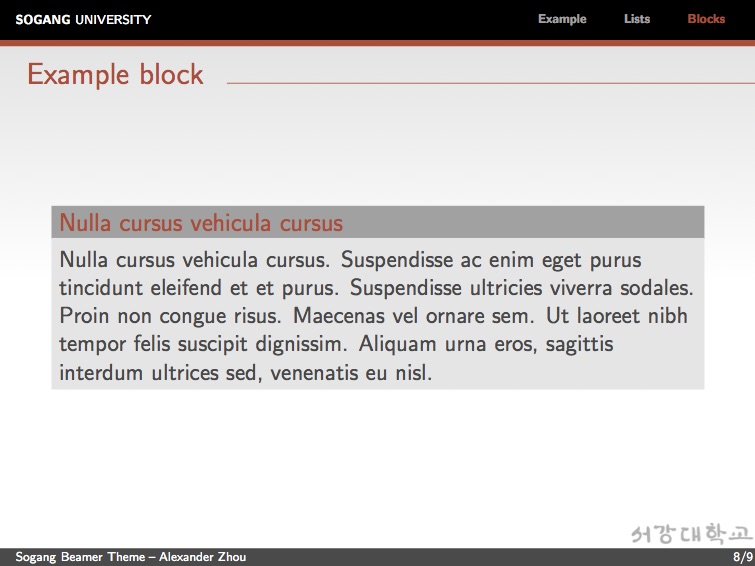 SOGANG UNIVERSITY
Example Lists Blocks
Example block
Nulla cursus vehicula cursus
Nulla cursus vehicula cursus. Suspendisse ac enim eget purus
tincidunt eleifend et et purus. Suspendisse ultricies viverra sodales.
Proin non congue risus. Maecenas vel ornare sem. Ut laoreet nibh
tempor felis suscipit dignissim. Aliquam urna eros, sagittis
interdum ultrices sed, venenatis eu nisl.
서강대학교
Sogang Beamer Theme – Alexander Zhou
8/9